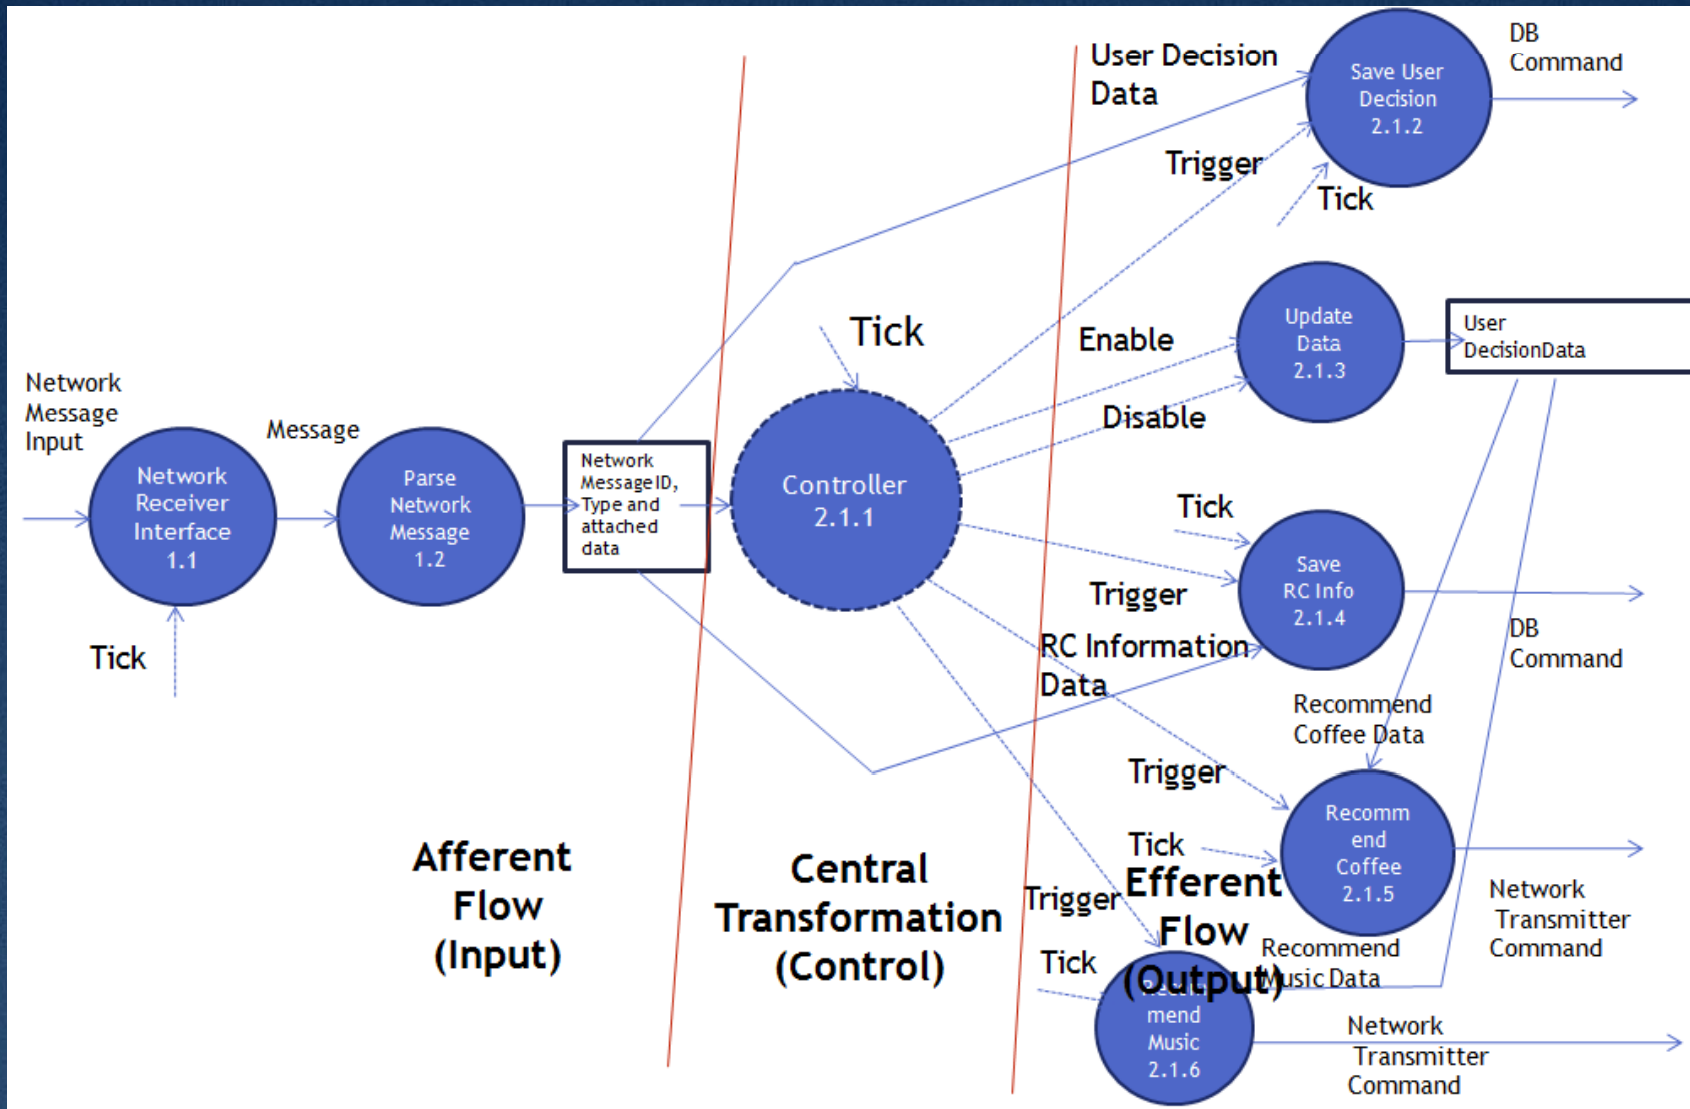 Network
Message
Input
Network
Receiver
Interface
1.1
Tick
Message
Parse
Network
Message
1.2
Network
MessageID,
Type and
attached
data
Afferent
Flow
(Input)
Tick
Controller
2.1.1
Central
Transformation
(Control)
User Decision
Data
Trigger
Tick
Save User
Decision
2.1.2
DB
Command
Enable
Disable
Update
Data
2.1.3
User
DecisionData
Tick
Trigger
Save
RC Info
2.1.4
RC Information
Data
DB
Command
Recommend
Coffee Data
Trigger
Tick
Recomm
end
Coffee
2.1.5
Network
Transmitter
Command
Efferent
Flow
(Output)
Trigger
Tick
Recommend
Music Data
mend
Music
2.1.6
Network
Transmitter
Command